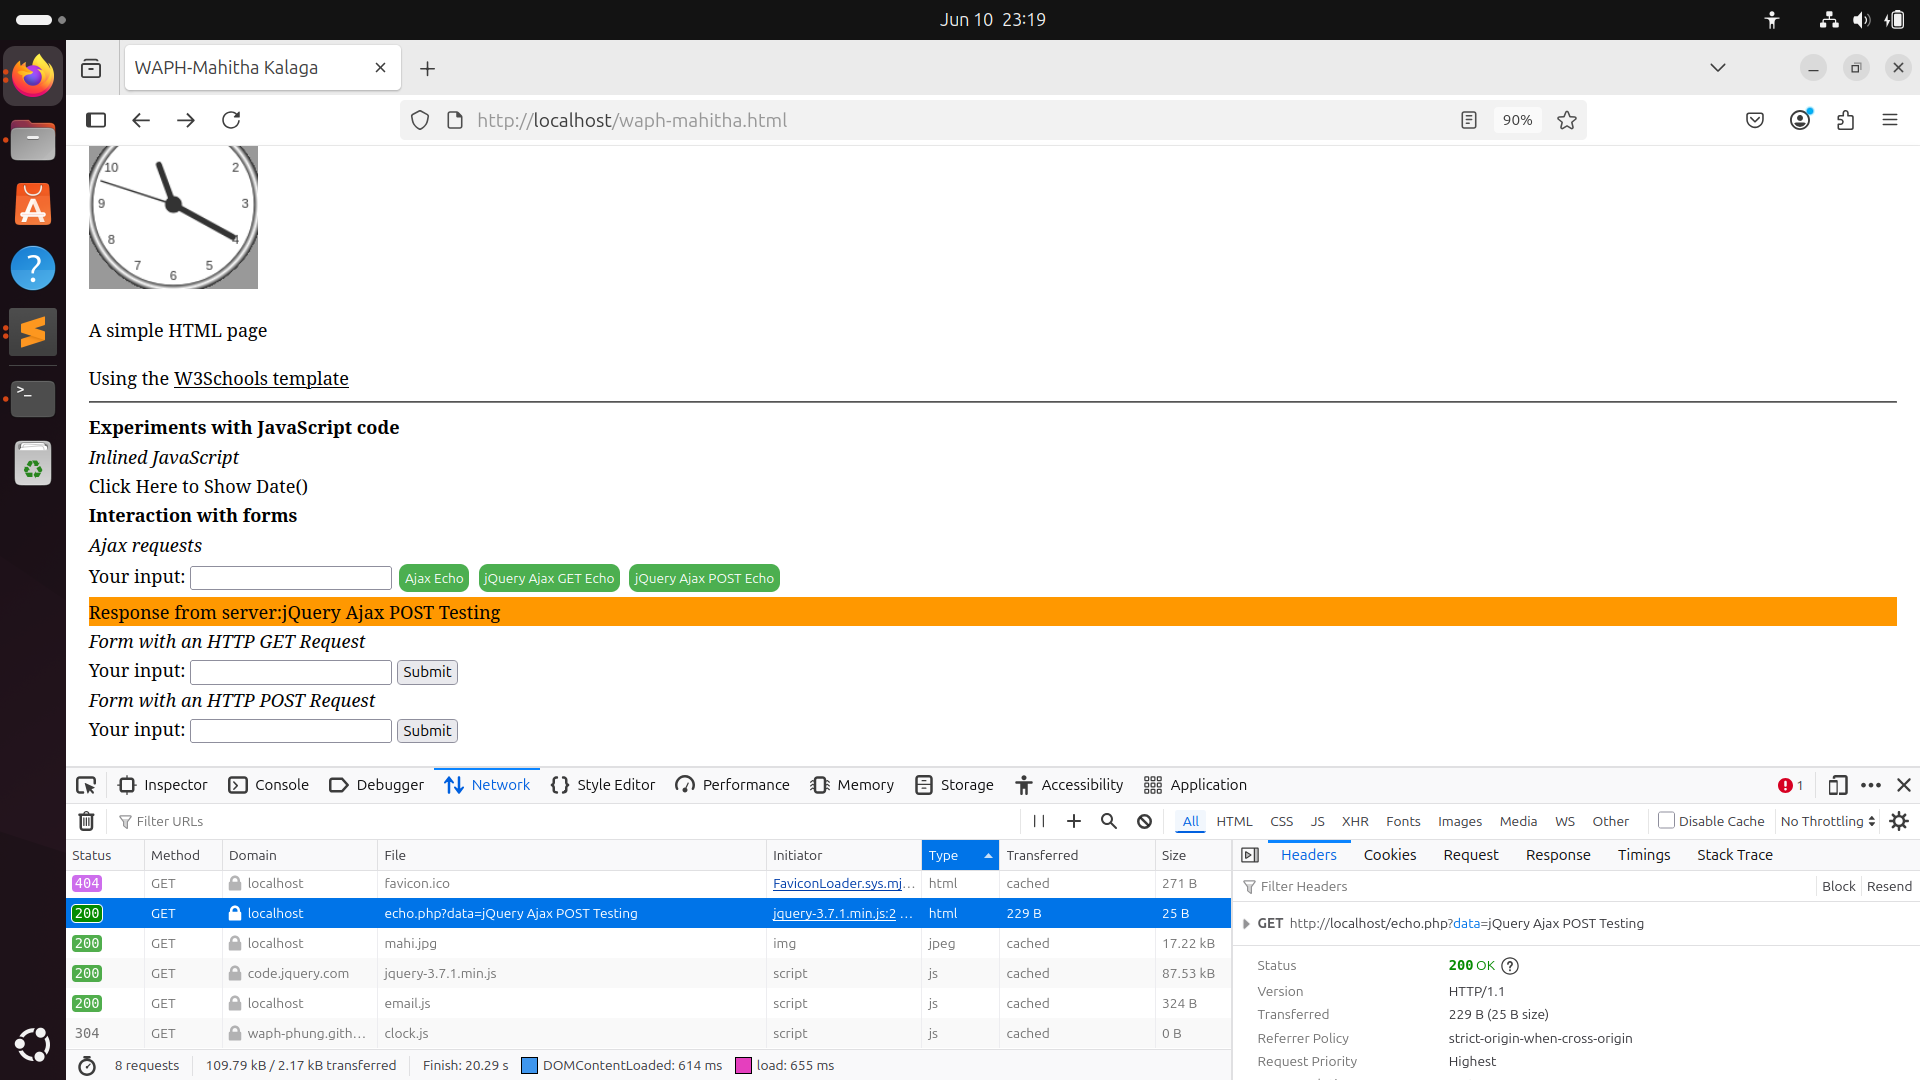 Jun 10 23:19
WAPH-Mahitha Kalaga
http://localhost/waph-mahitha.html
90%
10 2
9 3
8 4
7 5
6
A simple HTML page
Using the W3Schools template
Experiments with JavaScript code
Inlined JavaScript
Click Here to Show Date()
Interaction with forms
Ajax requests
Your input: Ajax Echo jQuery Ajax GET Echo jQuery Ajax POST Echo
Response from server:jQuery Ajax POST Testing
Form with an HTTP GET Request
Your input: Submit
Form with an HTTP POST Request
Your input: Submit
Inspector Console Debugger Network Style Editor Performance Memory Storage Accessibility Application 1
Filter URLs All HTML CSS JS XHR Fonts Images Media WS Other Disable Cache No Throttling
Status Method Domain File Initiator Type Transferred Size
404 GET localhost favicon.ico FaviconLoader.sys.mj... html cached 271 B
200 GET localhost echo.php?data=jQuery Ajax POST Testing jquery-3.7.1.min.js:2 ... html 229 B 25 B
200 GET localhost mahi.jpg img jpeg cached 17.22 kB
200 GET code.jquery.com jquery-3.7.1.min.js script js cached 87.53 kB
200 GET localhost email.js script js cached 324 B
304 GET waph-phung.gith... clock.js script js cached 0 B
8 requests 109.79 kB / 2.17 kB transferred Finish: 20.29 s DOMContentLoaded: 614 ms load: 655 ms
Headers Cookies Request Response Timings Stack Trace
Filter Headers Block Resend
GET http://localhost/echo.php?data=jQuery Ajax POST Testing
Status 200 OK
Version HTTP/1.1
Transferred 229 B (25 B size)
Referrer Policy strict-origin-when-cross-origin
Request Priority Highest